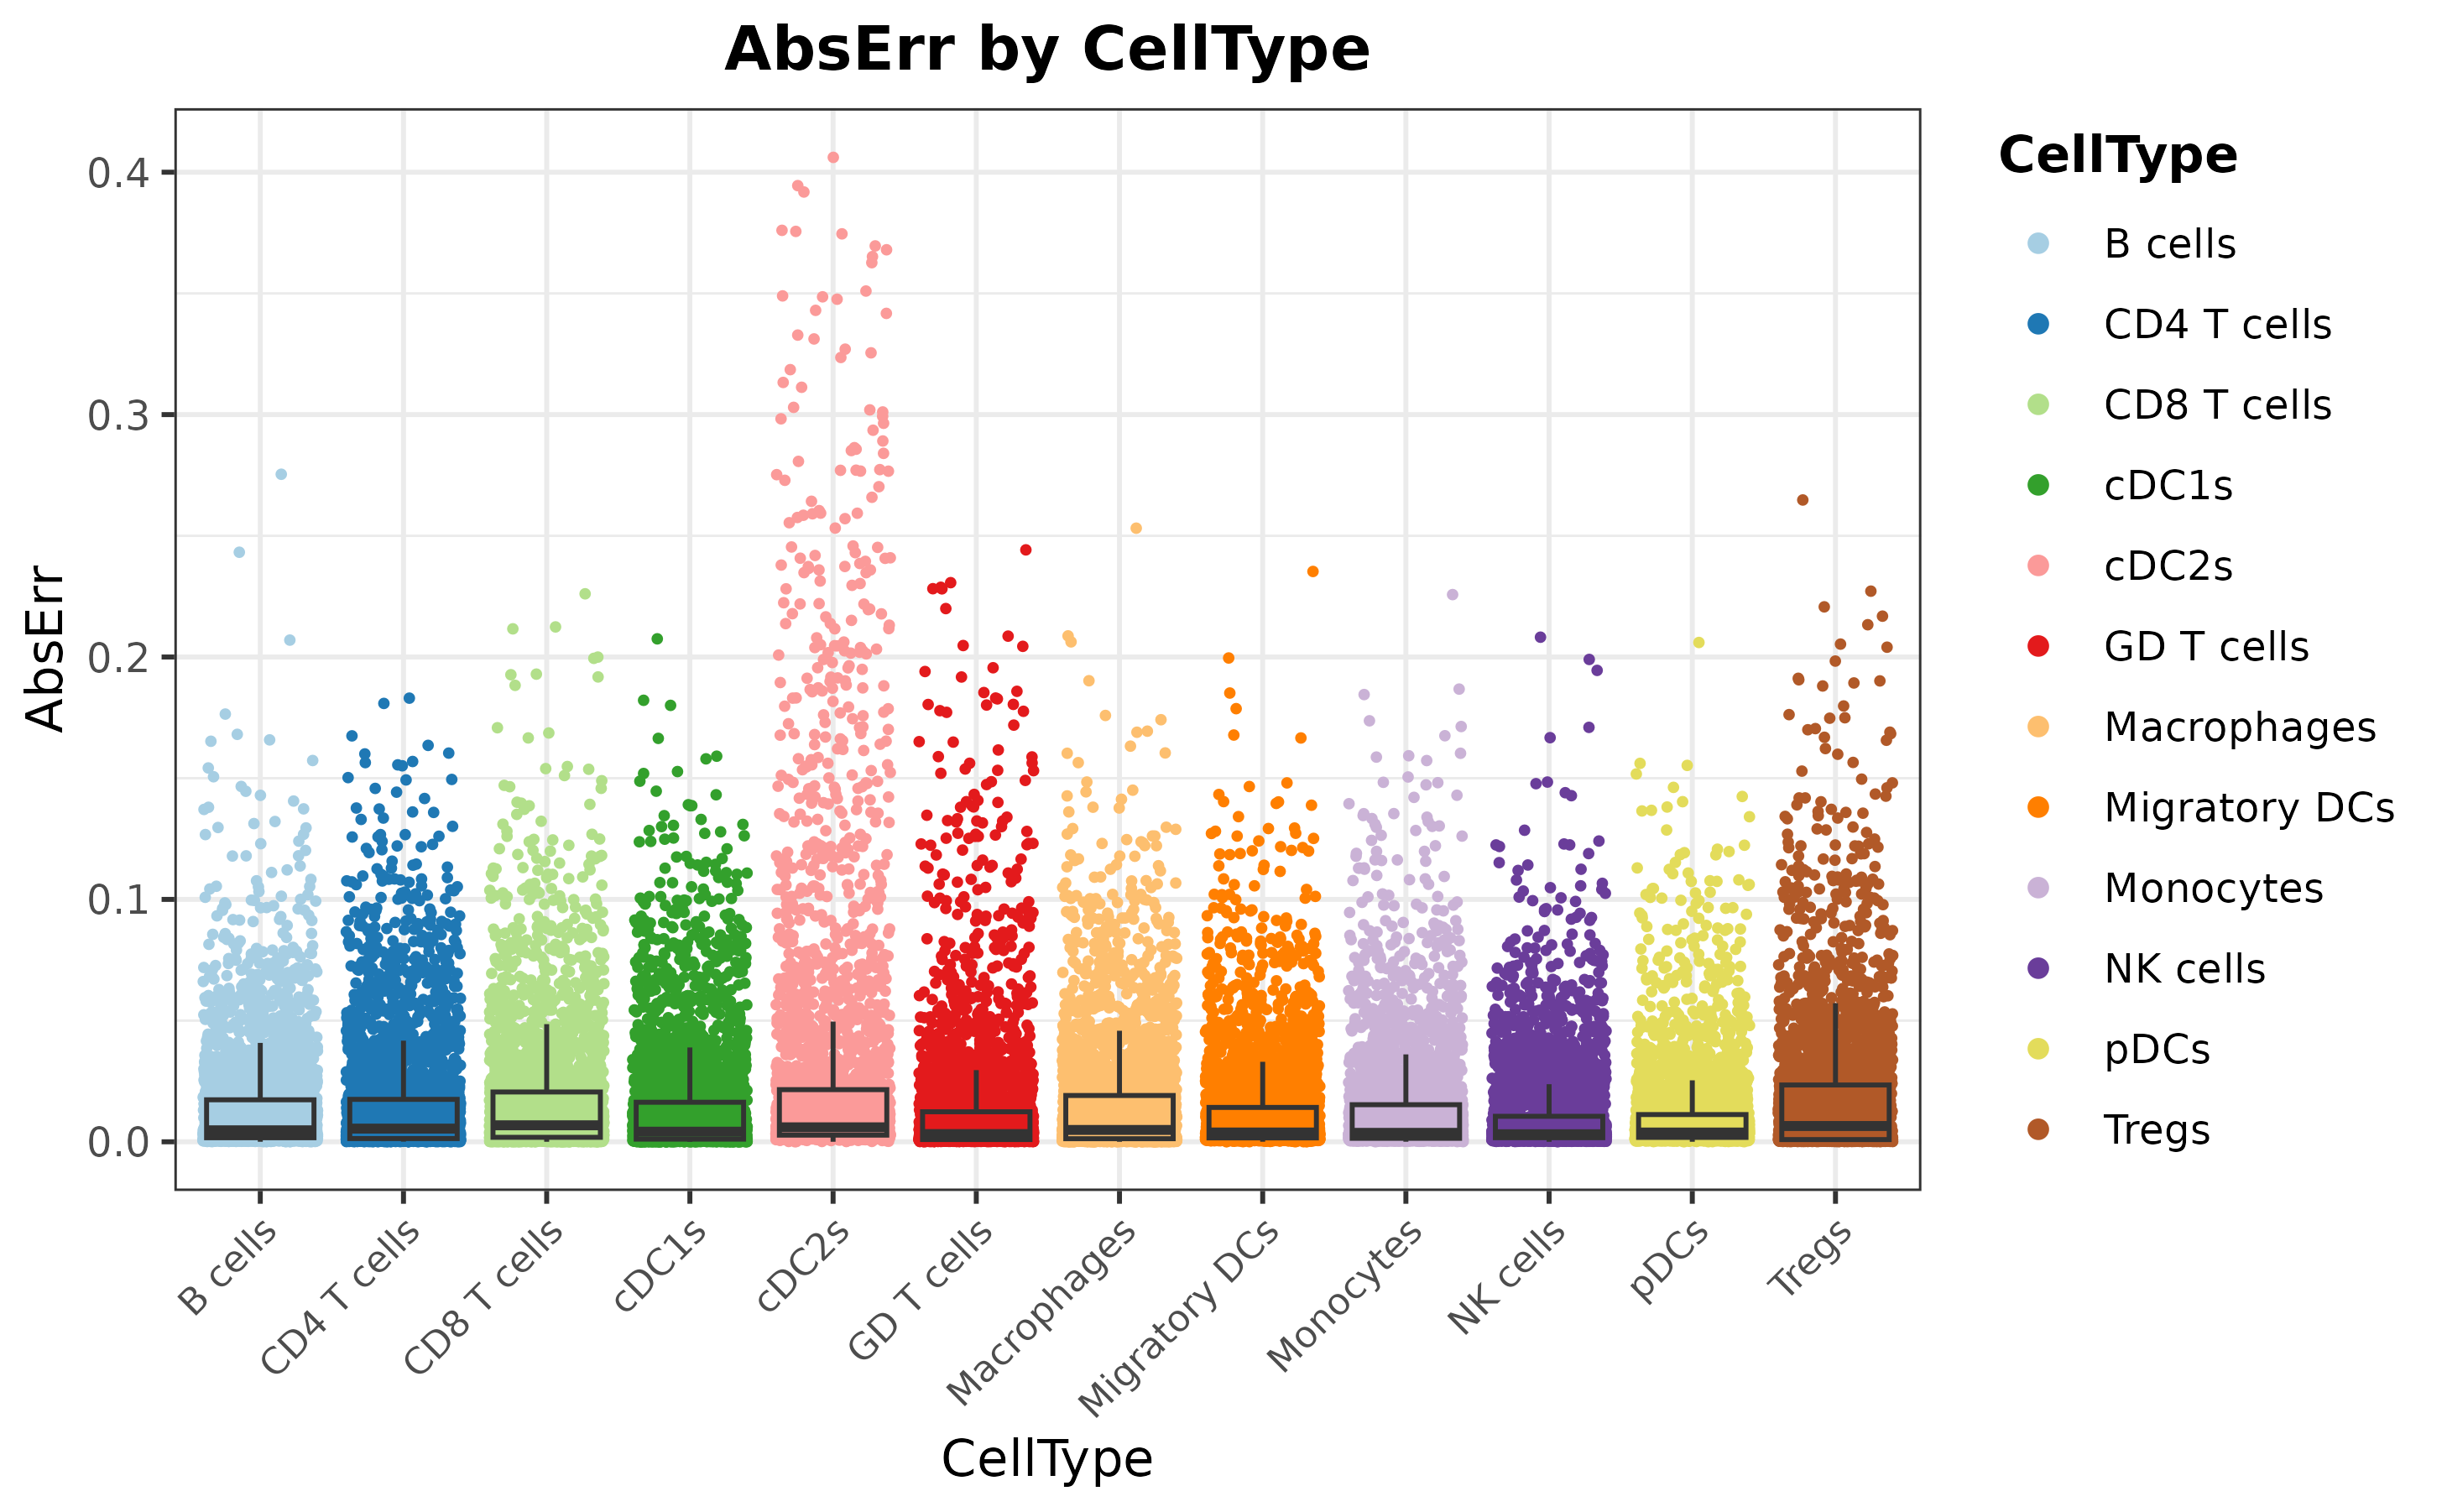 AbsErr by CellType
AbsErr
0.4
0.3
0.2
0.1
0.0
B cells
CD4 T cells
CD8 T cells
cDC1s
cDC2s
GD T cells
Macrophages
Migratory DCs
Monocytes
NK cells
pDCs
Tregs
CellType
CellType
B cells
CD4 T cells
CD8 T cells
cDC1s
cDC2s
GD T cells
Macrophages
Migratory DCs
Monocytes
NK cells
pDCs
Tregs